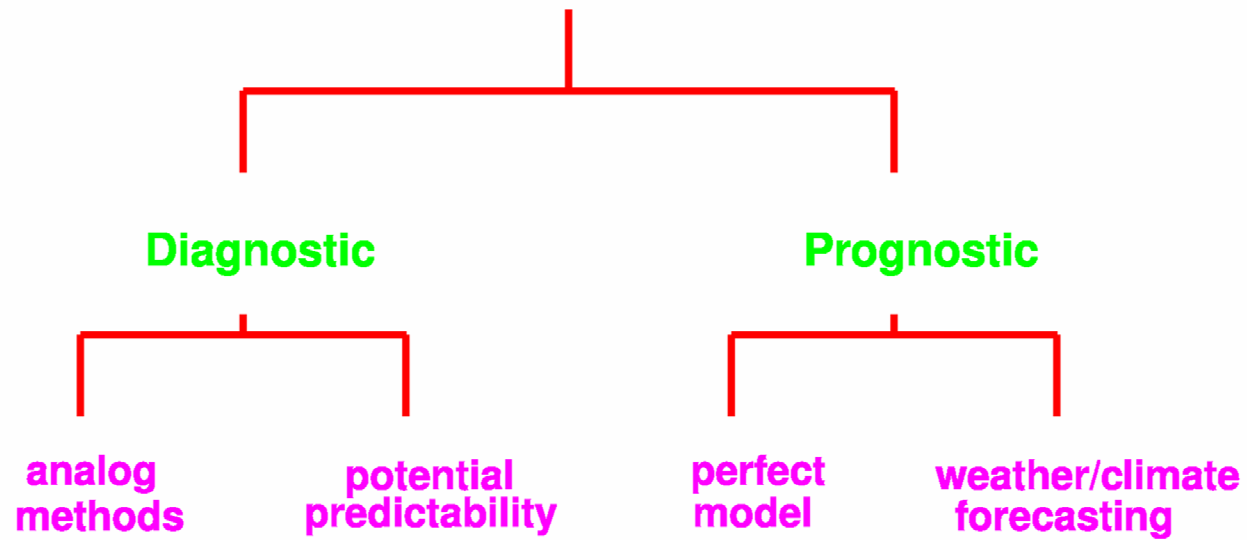 Diagnostic
Prognostic
analog
methods
potential
predictability
perfect
model
weather/climate
forecasting